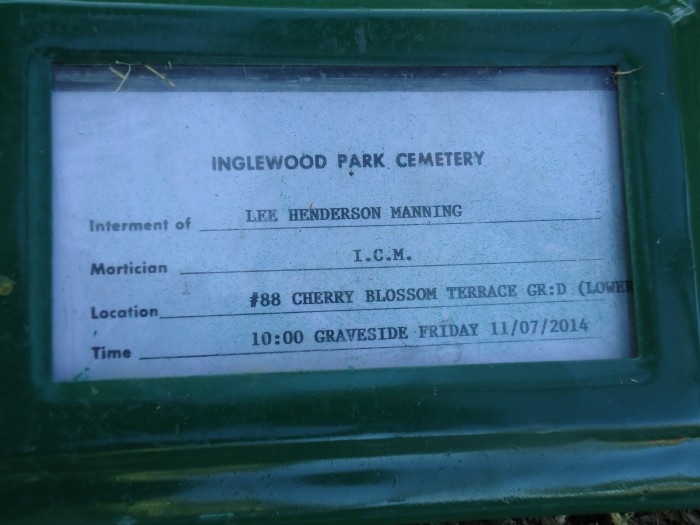 INGLEWOOD PARK CEMETERY
Interment of LEE HENDERSON MANNING
Mortician I.C.M.
Location #88 CHERRY BLOSSOM TERRACE GR:D (LOWER
Time 10:00 GRAVESIDE FRIDAY 11/07/2014